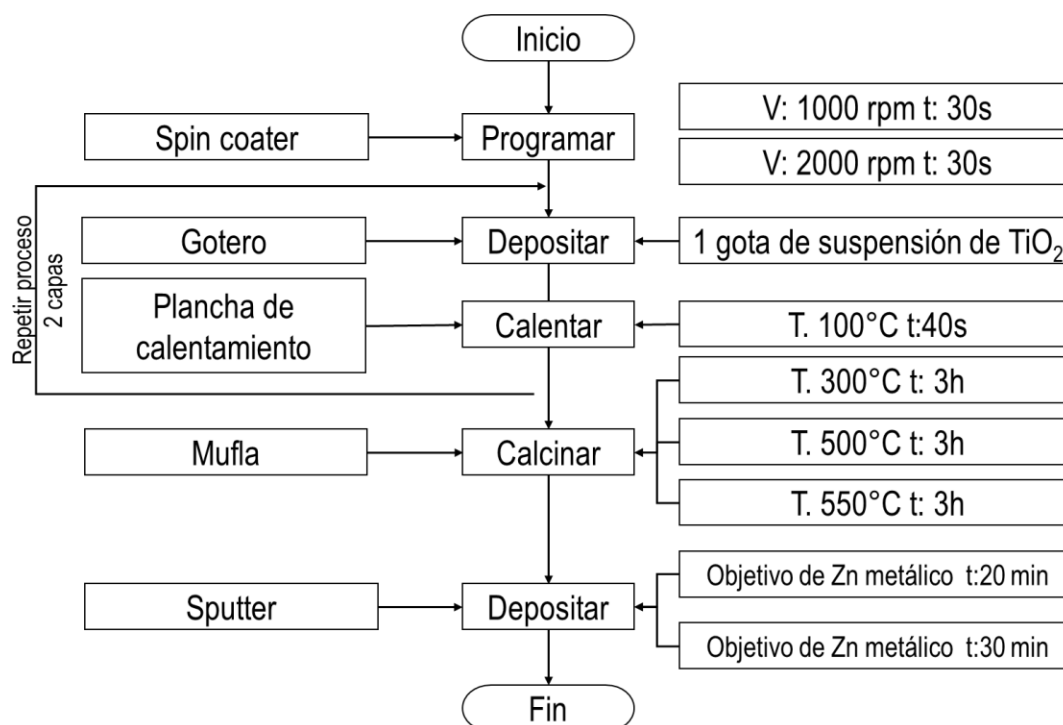 Inicio
Spin coater
Programar
V: 1000 rpm t: 30s
V: 2000 rpm t: 30s
Repetir proceso
2 capas
Gotero
Depositar
1 gota de suspensión de TiO₂
Plancha de
calentamiento
Calentar
T. 100°C t:40s
T. 300°C t: 3h
Mufla
Calcinar
T. 500°C t: 3h
T. 550°C t: 3h
Sputter
Depositar
Objetivo de Zn metálico t:20 min
Objetivo de Zn metálico t:30 min
Fin